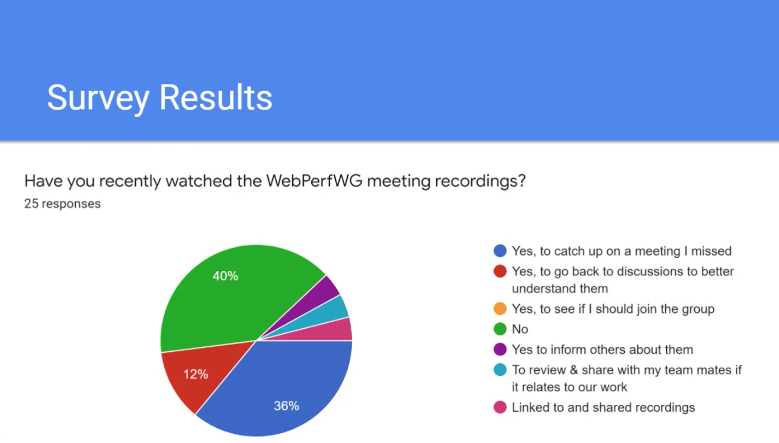 Survey Results
Have you recently watched the WebPerfWG meeting recordings?
25 responses
40%
12%
36%
Yes, to catch up on a meeting I missed
Yes, to go back to discussions to better
understand them
Yes, to see if I should join the group
No
Yes to inform others about them
To review & share with my team mates if
it relates to our work
Linked to and shared recordings